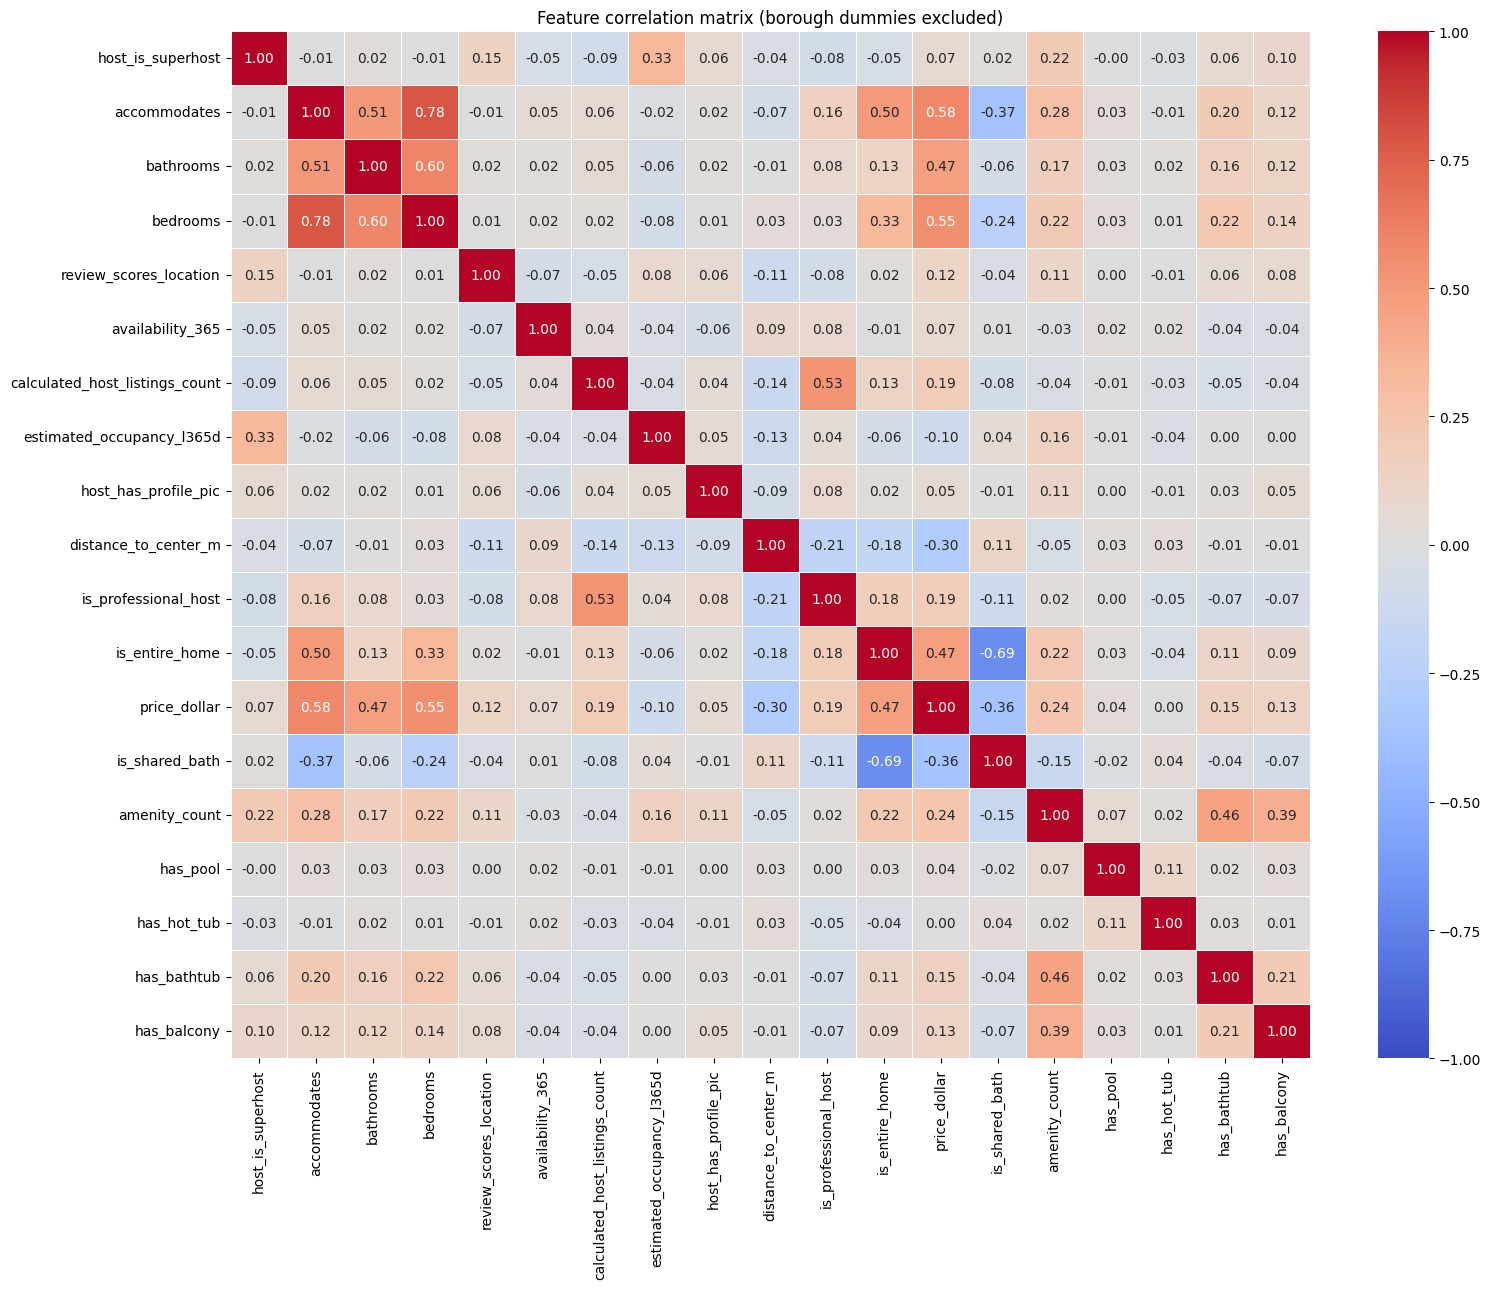 Feature correlation matrix (borough dummies excluded)
host_is_superhost 1.00 -0.01 0.02 -0.01 0.15 -0.05 -0.09 0.33 0.06 -0.04 -0.08 -0.05 0.07 0.02 0.22 -0.00 -0.03 0.06 0.10
accommodates -0.01 1.00 0.51 0.78 -0.01 0.05 0.06 -0.02 0.02 -0.07 0.16 0.50 0.58 -0.37 0.28 0.03 -0.01 0.20 0.12
bathrooms 0.02 0.51 1.00 0.60 0.02 0.02 0.05 -0.06 0.02 -0.01 0.08 0.13 0.47 -0.06 0.17 0.03 0.02 0.16 0.12
bedrooms -0.01 0.78 0.60 1.00 0.01 0.02 0.02 -0.08 0.01 0.03 0.03 0.33 0.55 -0.24 0.22 0.03 0.01 0.22 0.14
review_scores_location 0.15 -0.01 0.02 0.01 1.00 -0.07 -0.05 0.08 0.06 -0.11 -0.08 0.02 0.12 -0.04 0.11 0.00 -0.01 0.06 0.08
availability_365 -0.05 0.05 0.02 0.02 -0.07 1.00 0.04 -0.04 -0.06 0.09 0.08 -0.01 0.07 0.01 -0.03 0.02 0.02 -0.04 -0.04
calculated_host_listings_count -0.09 0.06 0.05 0.02 -0.05 0.04 1.00 -0.04 0.04 -0.14 0.53 0.13 0.19 -0.08 -0.04 -0.01 -0.03 -0.05 -0.04
estimated_occupancy_l365d 0.33 -0.02 -0.06 -0.08 0.08 -0.04 -0.04 1.00 0.05 -0.13 0.04 -0.06 -0.10 0.04 0.16 -0.01 -0.04 0.00 0.00
host_has_profile_pic 0.06 0.02 0.02 0.01 0.06 -0.06 0.04 0.05 1.00 -0.09 0.08 0.02 0.05 -0.01 0.11 0.00 -0.01 0.03 0.05
distance_to_center_m -0.04 -0.07 -0.01 0.03 -0.11 0.09 -0.14 -0.13 -0.09 1.00 -0.21 -0.18 -0.30 0.11 -0.05 0.03 0.03 -0.01 -0.01
is_professional_host -0.08 0.16 0.08 0.03 -0.08 0.08 0.53 0.04 0.08 -0.21 1.00 0.18 0.19 -0.11 0.02 0.00 -0.05 -0.07 -0.07
is_entire_home -0.05 0.50 0.13 0.33 0.02 -0.01 0.13 -0.06 0.02 -0.18 0.18 1.00 0.47 -0.69 0.22 0.03 -0.04 0.11 0.09
price_dollar 0.07 0.58 0.47 0.55 0.12 0.07 0.19 -0.10 0.05 -0.30 0.19 0.47 1.00 -0.36 0.24 0.04 0.00 0.15 0.13
is_shared_bath 0.02 -0.37 -0.06 -0.24 -0.04 0.01 -0.08 0.04 -0.01 0.11 -0.11 -0.69 -0.36 1.00 -0.15 -0.02 0.04 -0.04 -0.07
amenity_count 0.22 0.28 0.17 0.22 0.11 -0.03 -0.04 0.16 0.11 -0.05 0.02 0.22 0.24 -0.15 1.00 0.07 0.02 0.46 0.39
has_pool -0.00 0.03 0.03 0.03 0.00 0.02 -0.01 -0.01 0.00 0.03 0.00 0.03 0.04 -0.02 0.07 1.00 0.11 0.02 0.03
has_hot_tub -0.03 -0.01 0.02 0.01 -0.01 0.02 -0.03 -0.04 -0.01 0.03 -0.05 -0.04 0.00 0.04 0.02 0.11 1.00 0.03 0.01
has_bathtub 0.06 0.20 0.16 0.22 0.06 -0.04 -0.05 0.00 0.03 -0.01 -0.07 0.11 0.15 -0.04 0.46 0.02 0.03 1.00 0.21
has_balcony 0.10 0.12 0.12 0.14 0.08 -0.04 -0.04 0.00 0.05 -0.01 -0.07 0.09 0.13 -0.07 0.39 0.03 0.01 0.21 1.00
host_is_superhost
accommodates
bathrooms
bedrooms
review_scores_location
availability_365
calculated_host_listings_count
estimated_occupancy_l365d
host_has_profile_pic
distance_to_center_m
is_professional_host
is_entire_home
price_dollar
is_shared_bath
amenity_count
has_pool
has_hot_tub
has_bathtub
has_balcony
1.00
0.75
0.50
0.25
0.00
−0.25
−0.50
−0.75
−1.00